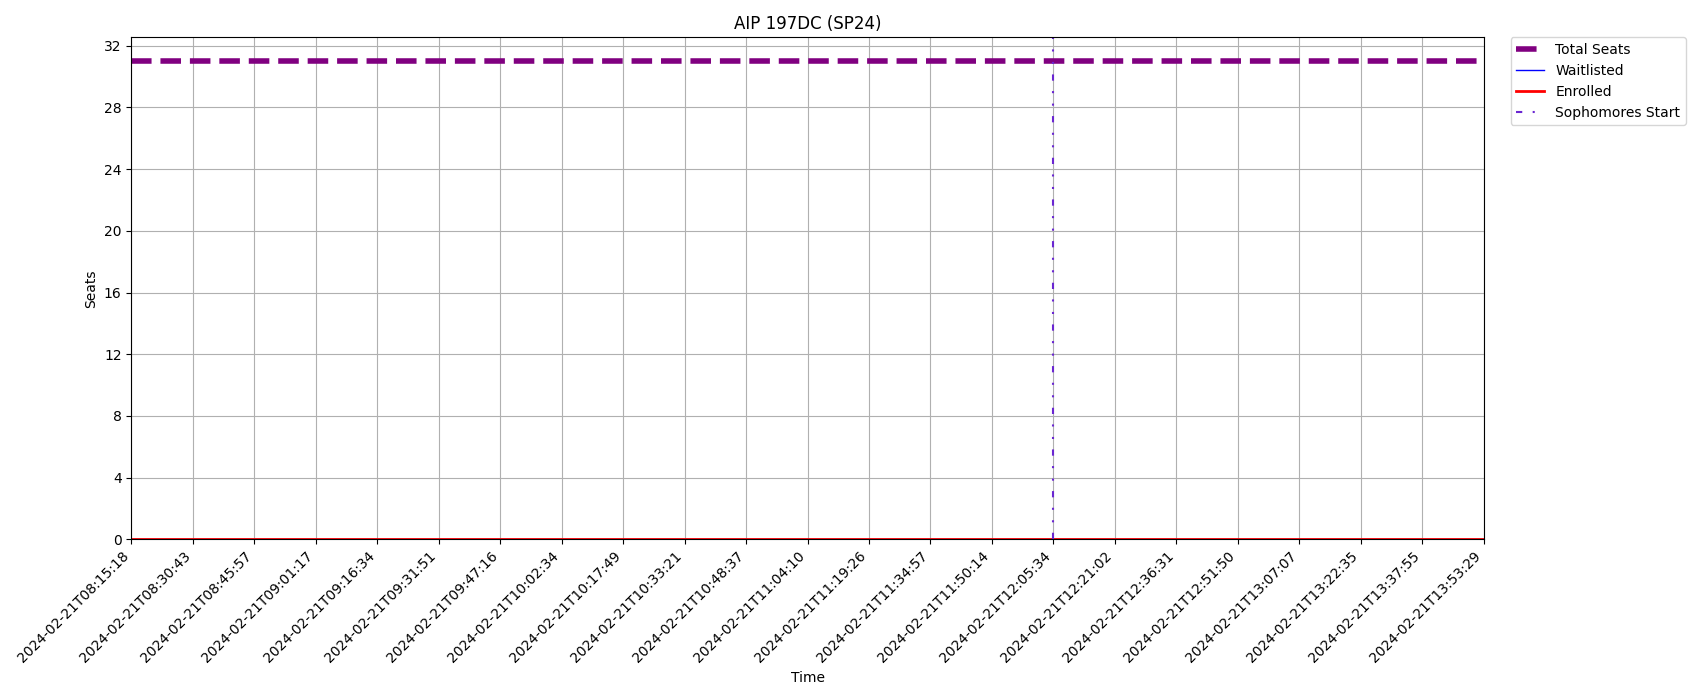 AIP 197DC (SP24)
32
28
24
20
16
12
8
4
0
Seats
2024-02-21T08:15:18
2024-02-21T08:30:43
2024-02-21T08:45:57
2024-02-21T09:01:17
2024-02-21T09:16:34
2024-02-21T09:31:51
2024-02-21T09:47:16
2024-02-21T10:02:34
2024-02-21T10:17:49
2024-02-21T10:33:21
2024-02-21T10:48:37
2024-02-21T11:04:10
2024-02-21T11:19:26
2024-02-21T11:34:57
2024-02-21T11:50:14
2024-02-21T12:05:34
2024-02-21T12:21:02
2024-02-21T12:36:31
2024-02-21T12:51:50
2024-02-21T13:07:07
2024-02-21T13:22:35
2024-02-21T13:37:55
2024-02-21T13:53:29
Time
Total Seats
Waitlisted
Enrolled
Sophomores Start